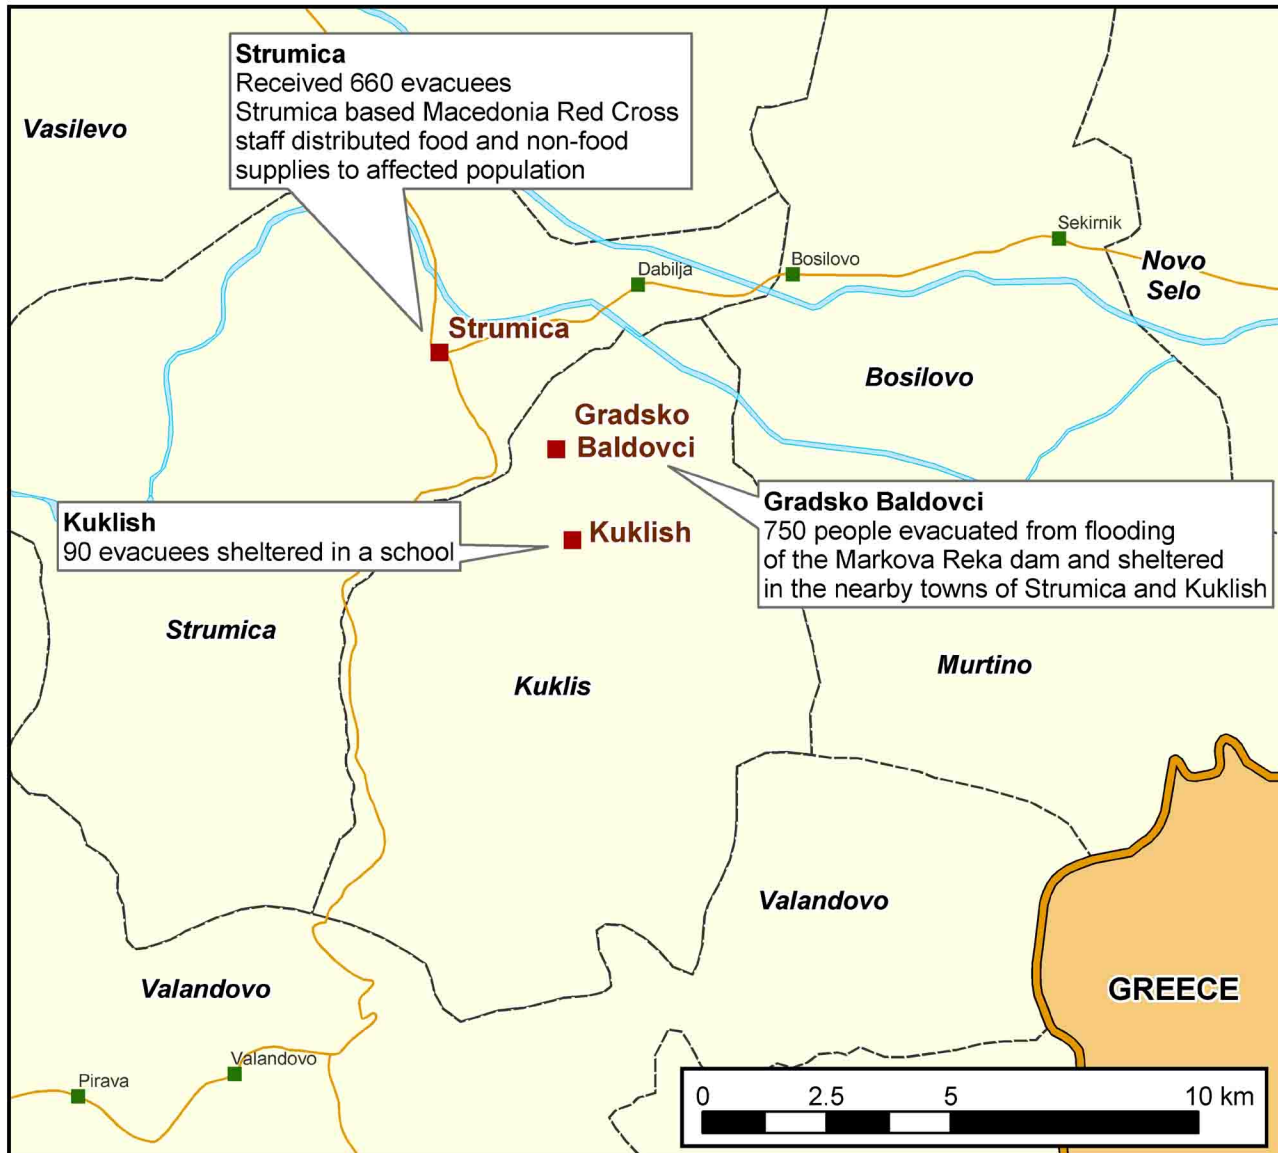 Strumica
Received 660 evacuees
Strumica based Macedonia Red Cross
staff distributed food and non-food
supplies to affected population
Vasilevo
Sekirnik
Bosilovo
Dabilja
Novo
Selo
Strumica
Bosilovo
Gradsko
Baldovci
Gradsko Baldovci
750 people evacuated from flooding
of the Markova Reka dam and sheltered
in the nearby towns of Strumica and Kuklish
Kuklish
90 evacuees sheltered in a school
Kuklish
Strumica
Murtino
Kuklis
Valandovo
Valandovo
GREECE
Valandovo
Pirava
0 2.5 5 10 km